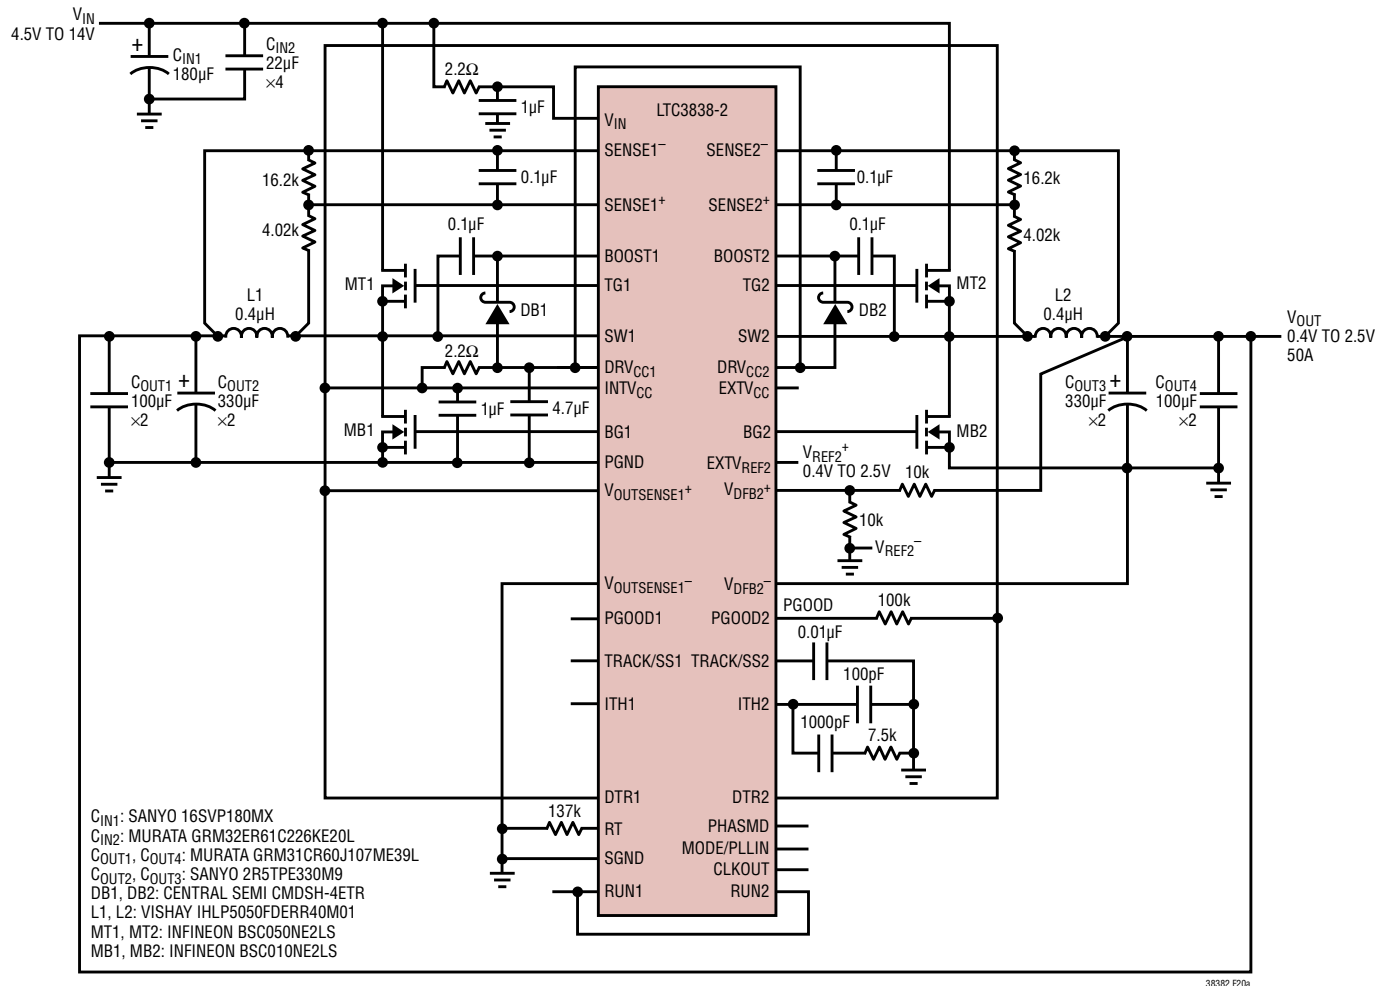 VIN
4.5V TO 14V
+
CIN1
180µF
CIN2
22µF
×4
2.2Ω
1µF
LTC3838-2
VIN
SENSE1–
SENSE2–
16.2k
0.1µF
0.1µF
16.2k
SENSE1+
SENSE2+
4.02k
0.1µF
0.1µF
4.02k
BOOST1
BOOST2
MT1
TG1
TG2
MT2
DB1
DB2
L1
0.4µH
L2
0.4µH
SW1
SW2
VOUT
0.4V TO 2.5V
50A
2.2Ω
DRVCC1
DRVCC2
INTVCC
EXTVCC
COUT1
100µF
×2
+
COUT2
330µF
×2
1µF
4.7µF
COUT3
330µF
×2
+
COUT4
100µF
×2
MB1
BG1
BG2
MB2
PGND
EXTVREF2
VREF2+
0.4V TO 2.5V
10k
VOUTSENSE1+
VDFB2+
10k
VREF2–
VOUTSENSE1–
VDFB2–
PGOOD1
PGOOD2
PGOOD
100k
0.01µF
TRACK/SS1
TRACK/SS2
100pF
ITH1
ITH2
1000pF
7.5k
DTR1
DTR2
137k
RT
PHASMD
MODE/PLLIN
SGND
CLKOUT
RUN1
RUN2
CIN1: SANYO 16SVP180MX
CIN2: MURATA GRM32ER61C226KE20L
COUT1, COUT4: MURATA GRM31CR60J107ME39L
COUT2, COUT3: SANYO 2R5TPE330M9
DB1, DB2: CENTRAL SEMI CMDSH-4ETR
L1, L2: VISHAY IHLP5050FDERR40M01
MT1, MT2: INFINEON BSC050NE2LS
MB1, MB2: INFINEON BSC010NE2LS
38382 F20a